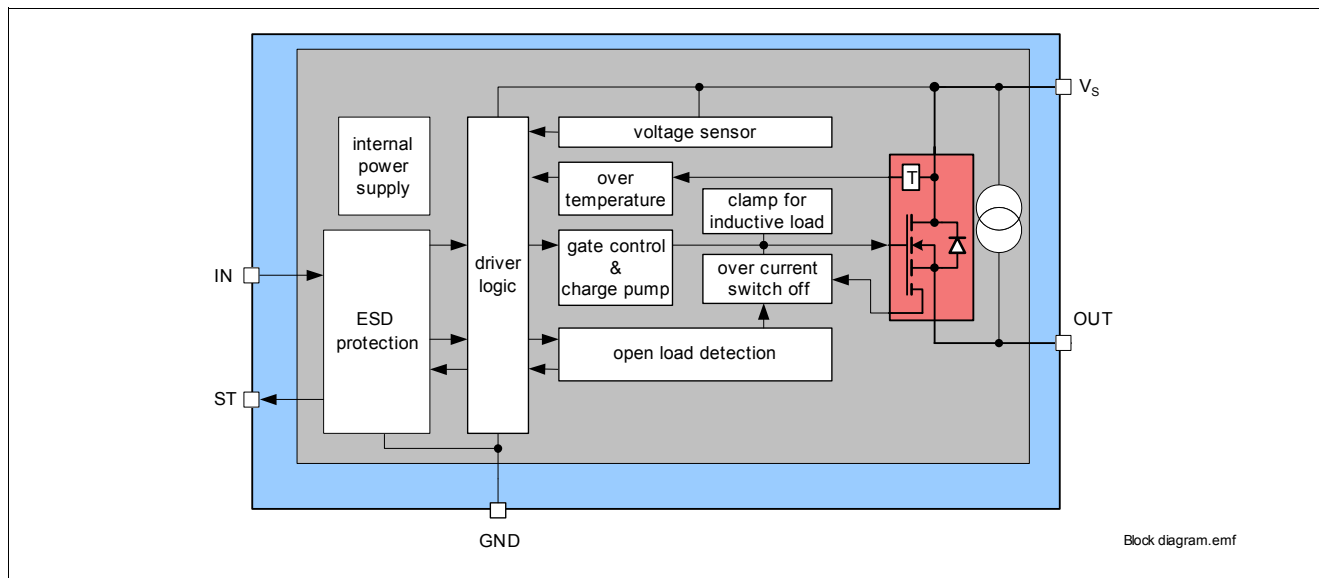 V_S
voltage sensor
internal
power
supply
T
over
temperature
clamp for
inductive load
IN
driver
logic
gate control
&
charge pump
over current
switch off
ESD
protection
OUT
open load detection
ST
GND
Block diagram.emf